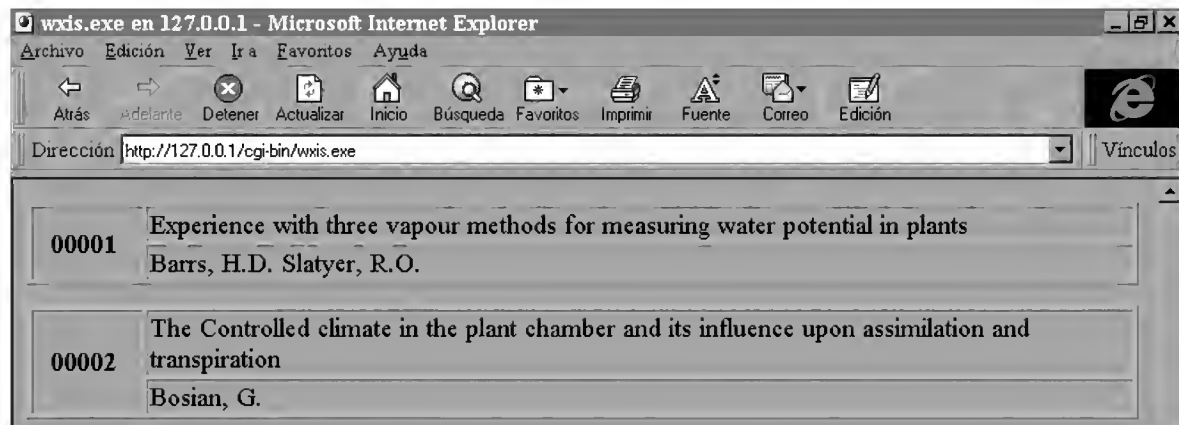 wxis.exe en 127.0.0.1 - Microsoft Internet Explorer
Archivo Edición Ver Ir a Favoritos Ayuda
Atrás Adelante Detener Actualizar Inicio Búsqueda Favoritos Imprimir Fuente Correo Edición
Dirección http://127.0.0.1/cgi-bin/wxis.exe Vínculos
00001
Experience with three vapour methods for measuring water potential in plants
Barrs, H.D. Slatyer, R.O.
00002
The Controlled climate in the plant chamber and its influence upon assimilation and
transpiration
Bosian, G.